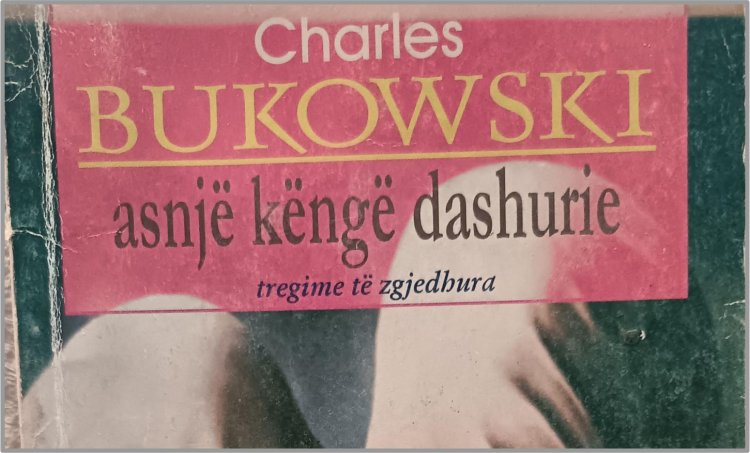 Charles
BUKOWSKI
asnjë këngë dashurie
tregime të zgjedhura